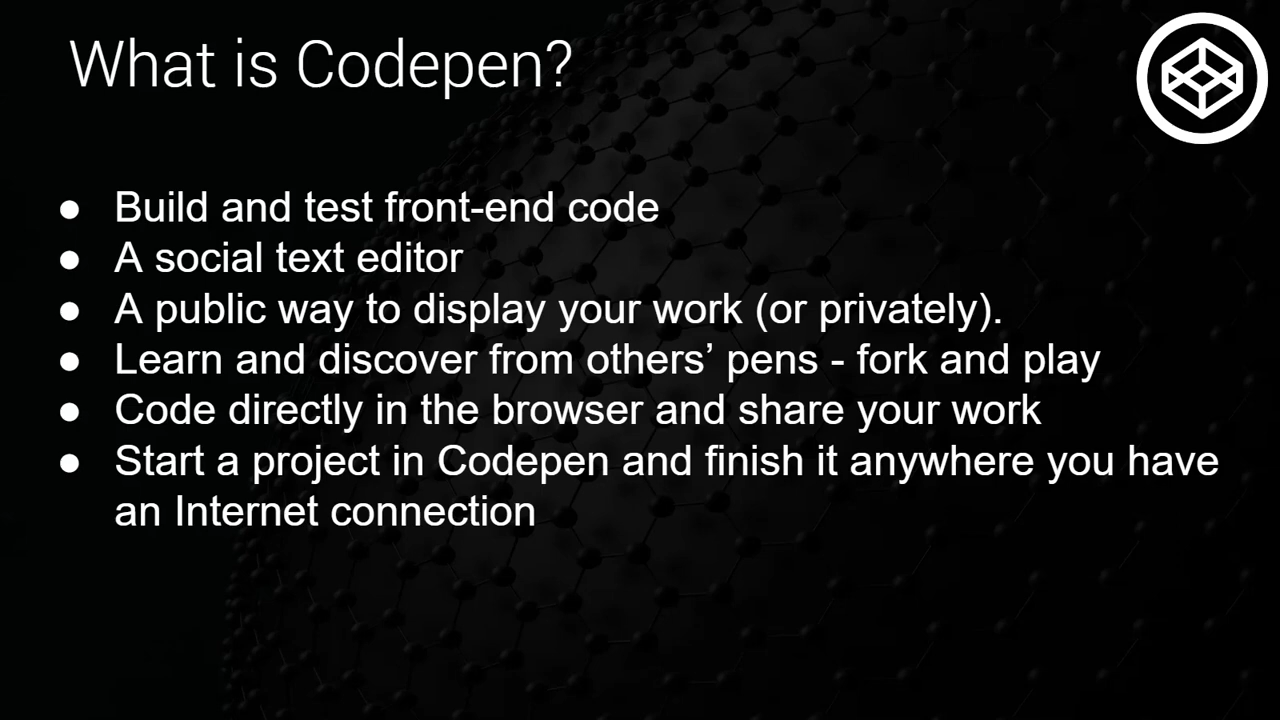 What is Codepen?
● Build and test front-end code
● A social text editor
● A public way to display your work (or privately).
● Learn and discover from others’ pens - fork and play
● Code directly in the browser and share your work
● Start a project in Codepen and finish it anywhere you have
an Internet connection